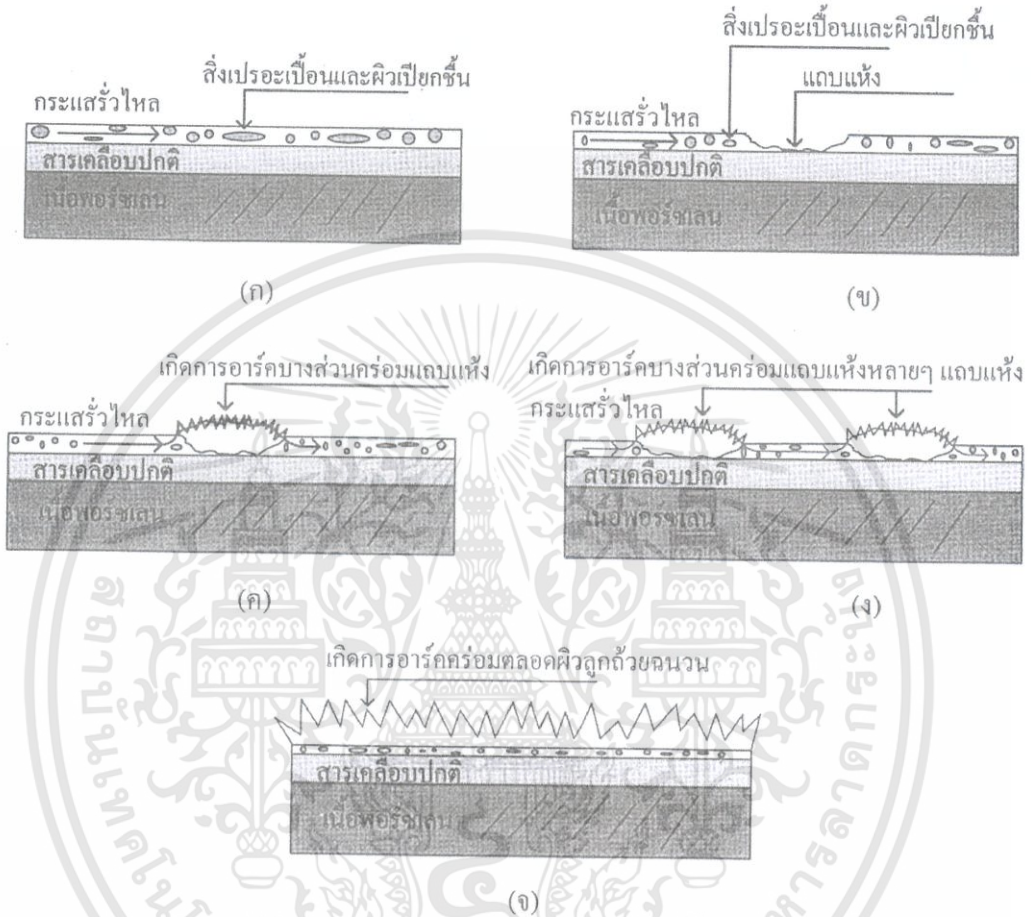 สิ่งเปรอะเปื้อนและผิวเปียกชื้น
กระแสรั่วไหล
สารเคลือบปกติ
เนื้อพอร์ซเลน
(ก)
สิ่งเปรอะเปื้อนและผิวเปียกชื้น
แถบแห้ง
กระแสรั่วไหล
สารเคลือบปกติ
เนื้อพอร์ซเลน
(ข)
เกิดการอาร์คบางส่วนคร่อมแถบแห้ง
กระแสรั่วไหล
สารเคลือบปกติ
เนื้อพอร์ซเลน
(ค)
เกิดการอาร์คบางส่วนคร่อมแถบแห้งหลายๆ แถบแห้ง
กระแสรั่วไหล
สารเคลือบปกติ
เนื้อพอร์ซเลน
(ง)
เกิดการอาร์คคร่อมตลอดผิวลูกถ้วยฉนวน
สารเคลือบปกติ
เนื้อพอร์ซเลน
(จ)